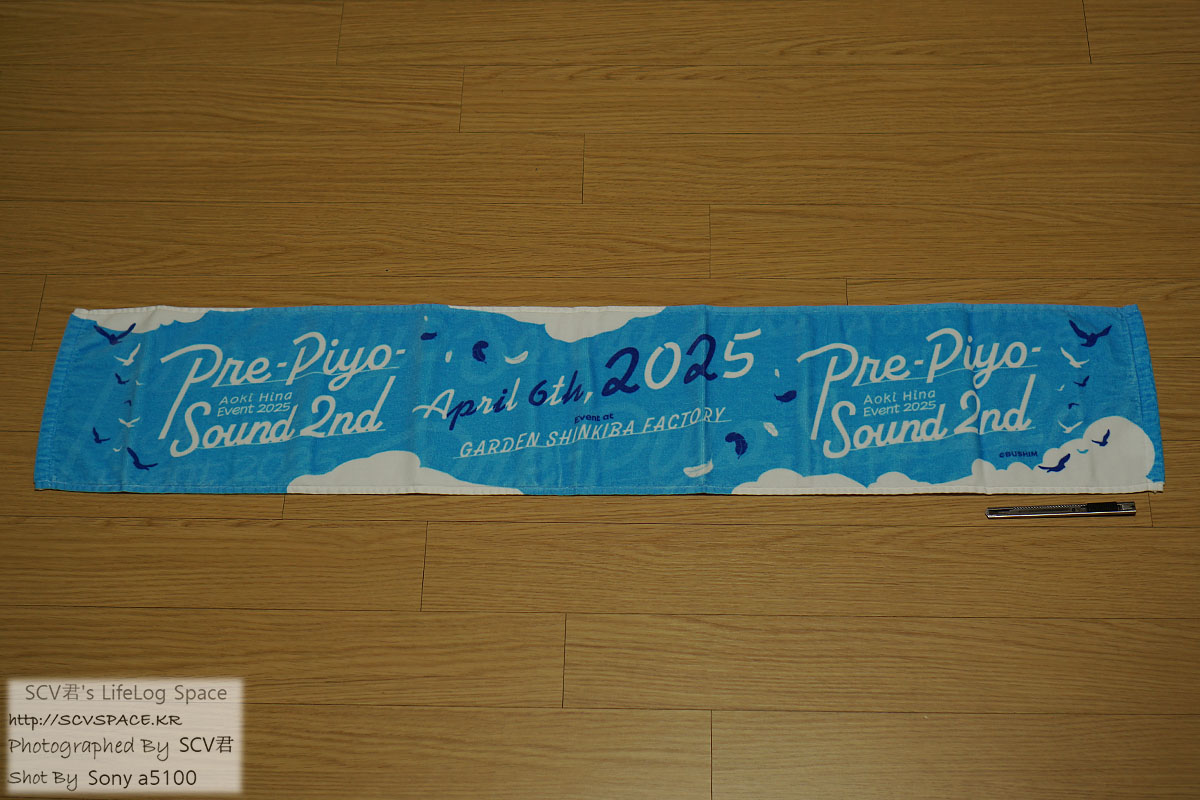 Pre-Piyo-
Aoki Hina
Event 2025
Sound 2nd
April 6th, 2025
Event at
GARDEN SHINKIBA FACTORY
Pre-Piyo-
Aoki Hina
Event 2025
Sound 2nd
©BUSHIM
SCV君's LifeLog Space
http://SCVSPACE.KR
Photographed By SCV君
Shot By Sony a5100